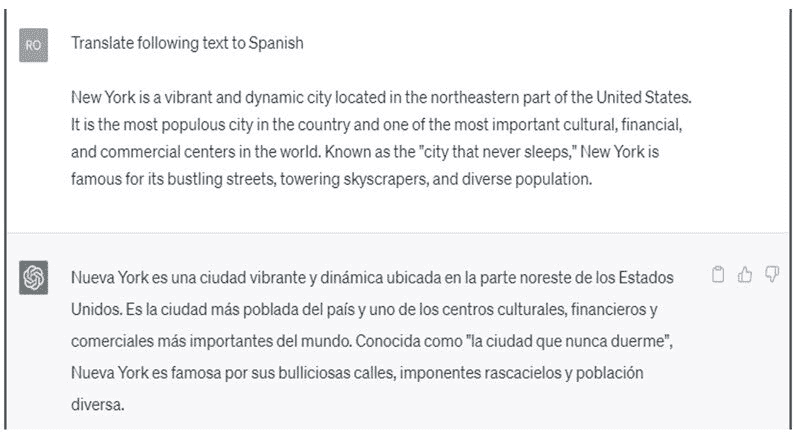 RO
Translate following text to Spanish
New York is a vibrant and dynamic city located in the northeastern part of the United States.
It is the most populous city in the country and one of the most important cultural, financial,
and commercial centers in the world. Known as the "city that never sleeps," New York is
famous for its bustling streets, towering skyscrapers, and diverse population.
Nueva York es una ciudad vibrante y dinámica ubicada en la parte noreste de los Estados
Unidos. Es la ciudad más poblada del país y uno de los centros culturales, financieros y
comerciales más importantes del mundo. Conocida como "la ciudad que nunca duerme",
Nueva York es famosa por sus bulliciosas calles, imponentes rascacielos y población
diversa.